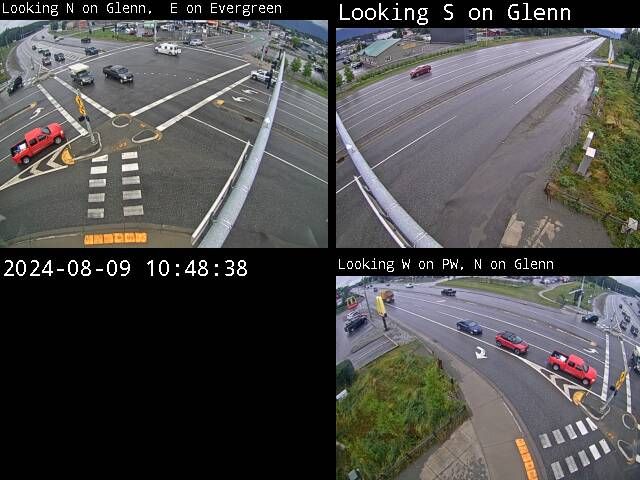 Looking N on Glenn,  E on Evergreen
Looking S on Glenn
2024-08-09 10:48:38
Looking W on PW, N on Glenn